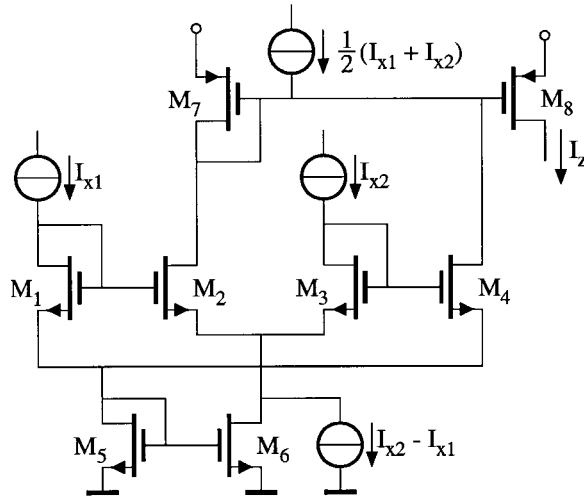 ½(Ix1 + Ix2)
M7
M8
Iz
Ix1
Ix2
M1
M2
M3
M4
M5
M6
Ix2 - Ix1